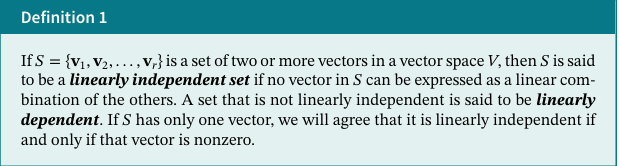 Definition 1
If S = {v₁, v₂, . . . , vᵣ} is a set of two or more vectors in a vector space V, then S is said
to be a linearly independent set if no vector in S can be expressed as a linear com-
bination of the others. A set that is not linearly independent is said to be linearly
dependent. If S has only one vector, we will agree that it is linearly independent if
and only if that vector is nonzero.